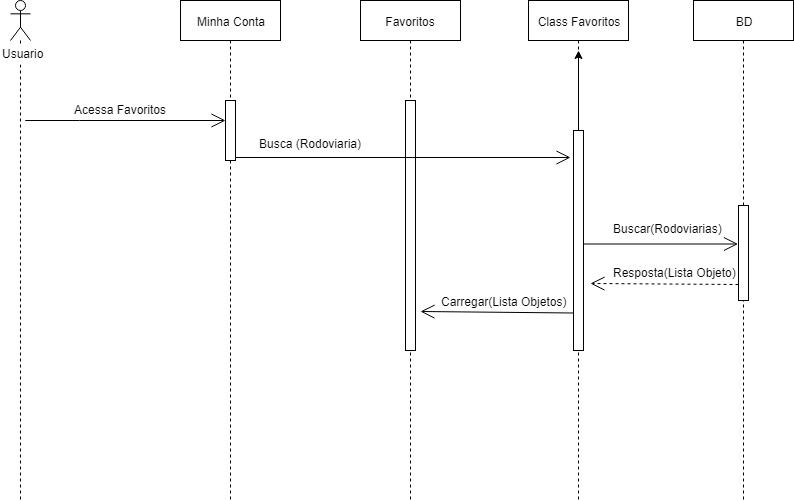 Minha Conta
Favoritos
Class Favoritos
BD
Usuario
Acessa Favoritos
Busca (Rodoviaria)
Buscar(Rodoviarias)
Resposta(Lista Objeto)
Carregar(Lista Objetos)